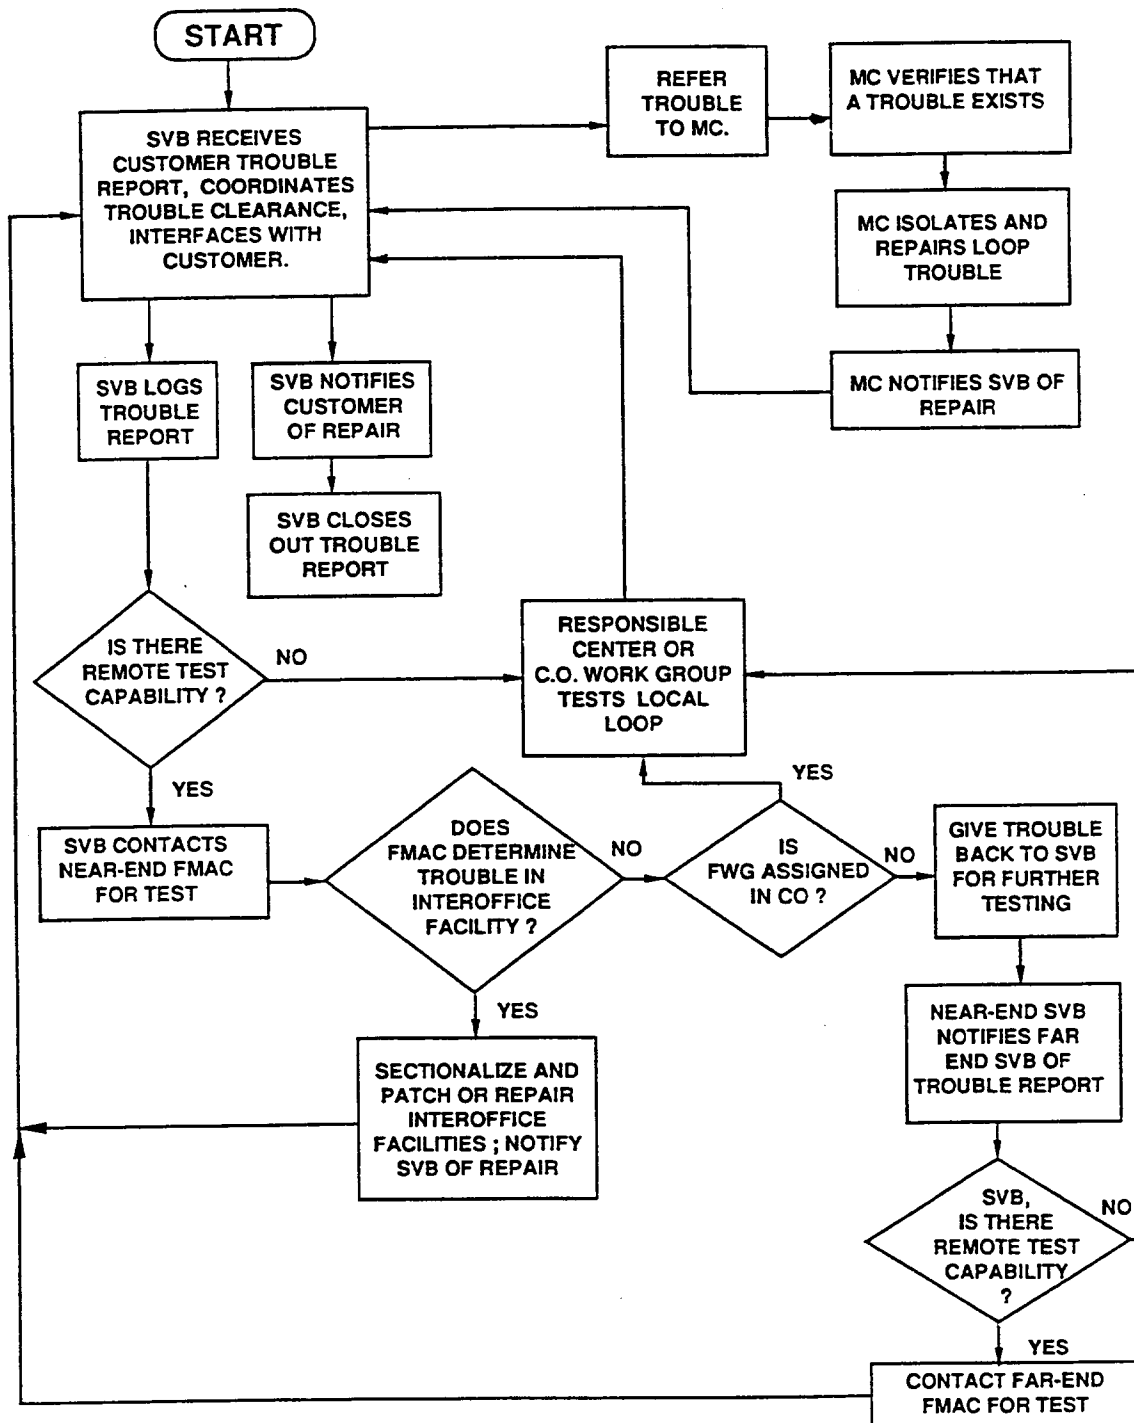 START
REFER
TROUBLE
TO MC.
MC VERIFIES THAT
A TROUBLE EXISTS
SVB RECEIVES
CUSTOMER TROUBLE
REPORT, COORDINATES
TROUBLE CLEARANCE,
INTERFACES WITH
CUSTOMER.
MC ISOLATES AND
REPAIRS LOOP
TROUBLE
MC NOTIFIES SVB OF
REPAIR
SVB LOGS
TROUBLE
REPORT
SVB NOTIFIES
CUSTOMER
OF REPAIR
SVB CLOSES
OUT TROUBLE
REPORT
IS THERE
REMOTE TEST
CAPABILITY ?
NO
RESPONSIBLE
CENTER OR
C.O. WORK GROUP
TESTS LOCAL
LOOP
YES
SVB CONTACTS
NEAR-END FMAC
FOR TEST
DOES
FMAC DETERMINE
TROUBLE IN
INTEROFFICE
FACILITY ?
NO
YES
IS
FWG ASSIGNED
IN CO ?
NO
GIVE TROUBLE
BACK TO SVB
FOR FURTHER
TESTING
YES
SECTIONALIZE AND
PATCH OR REPAIR
INTEROFFICE
FACILITIES ; NOTIFY
SVB OF REPAIR
NEAR-END SVB
NOTIFIES FAR
END SVB OF
TROUBLE REPORT
SVB,
IS THERE
REMOTE TEST
CAPABILITY
?
NO
YES
CONTACT FAR-END
FMAC FOR TEST